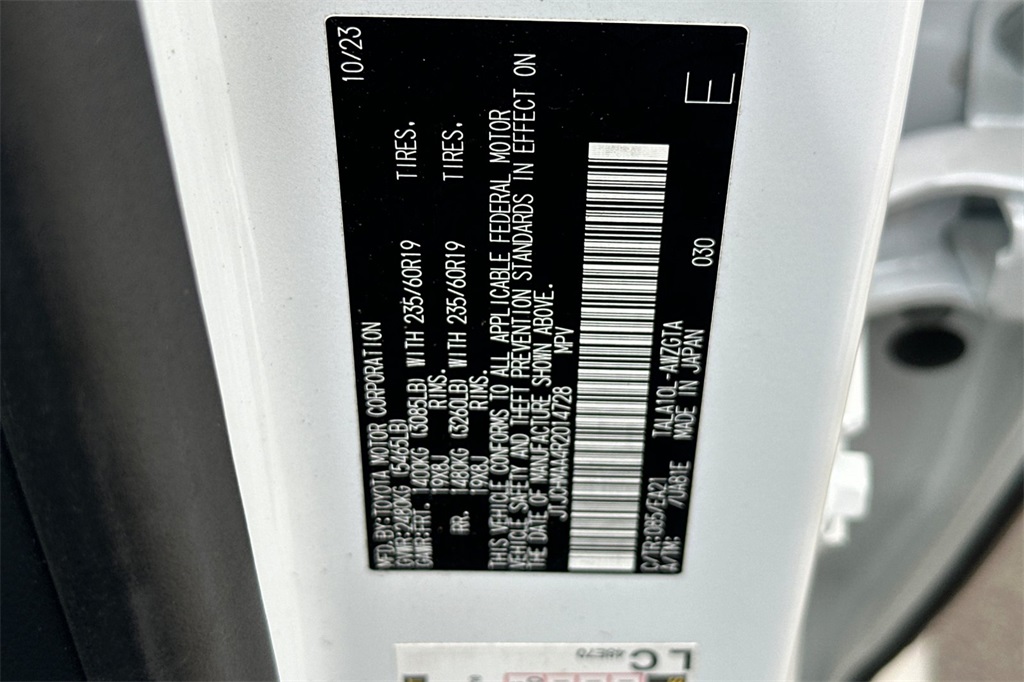 MFD.BY:TOYOTA MOTOR CORPORATION 10/23
GVWR:2480KG (5465LB)
GAWR:FRT. 1400KG (3085LB) WITH 235/60R19 TIRES.
19X8J RIMS.
RR. 1480KG (3260LB) WITH 235/60R19 TIRES.
19X8J RIMS.
THIS VEHICLE CONFORMS TO ALL APPLICABLE FEDERAL MOTOR
VEHICLE SAFETY AND THEFT PREVENTION STANDARDS IN EFFECT ON
THE DATE OF MANUFACTURE SHOWN ABOVE.
MPV
C/TR:085/EA21 TALA10L-AWZGTA 030 E
A/TM: /UAB1E MADE IN JAPAN
LC
48E70